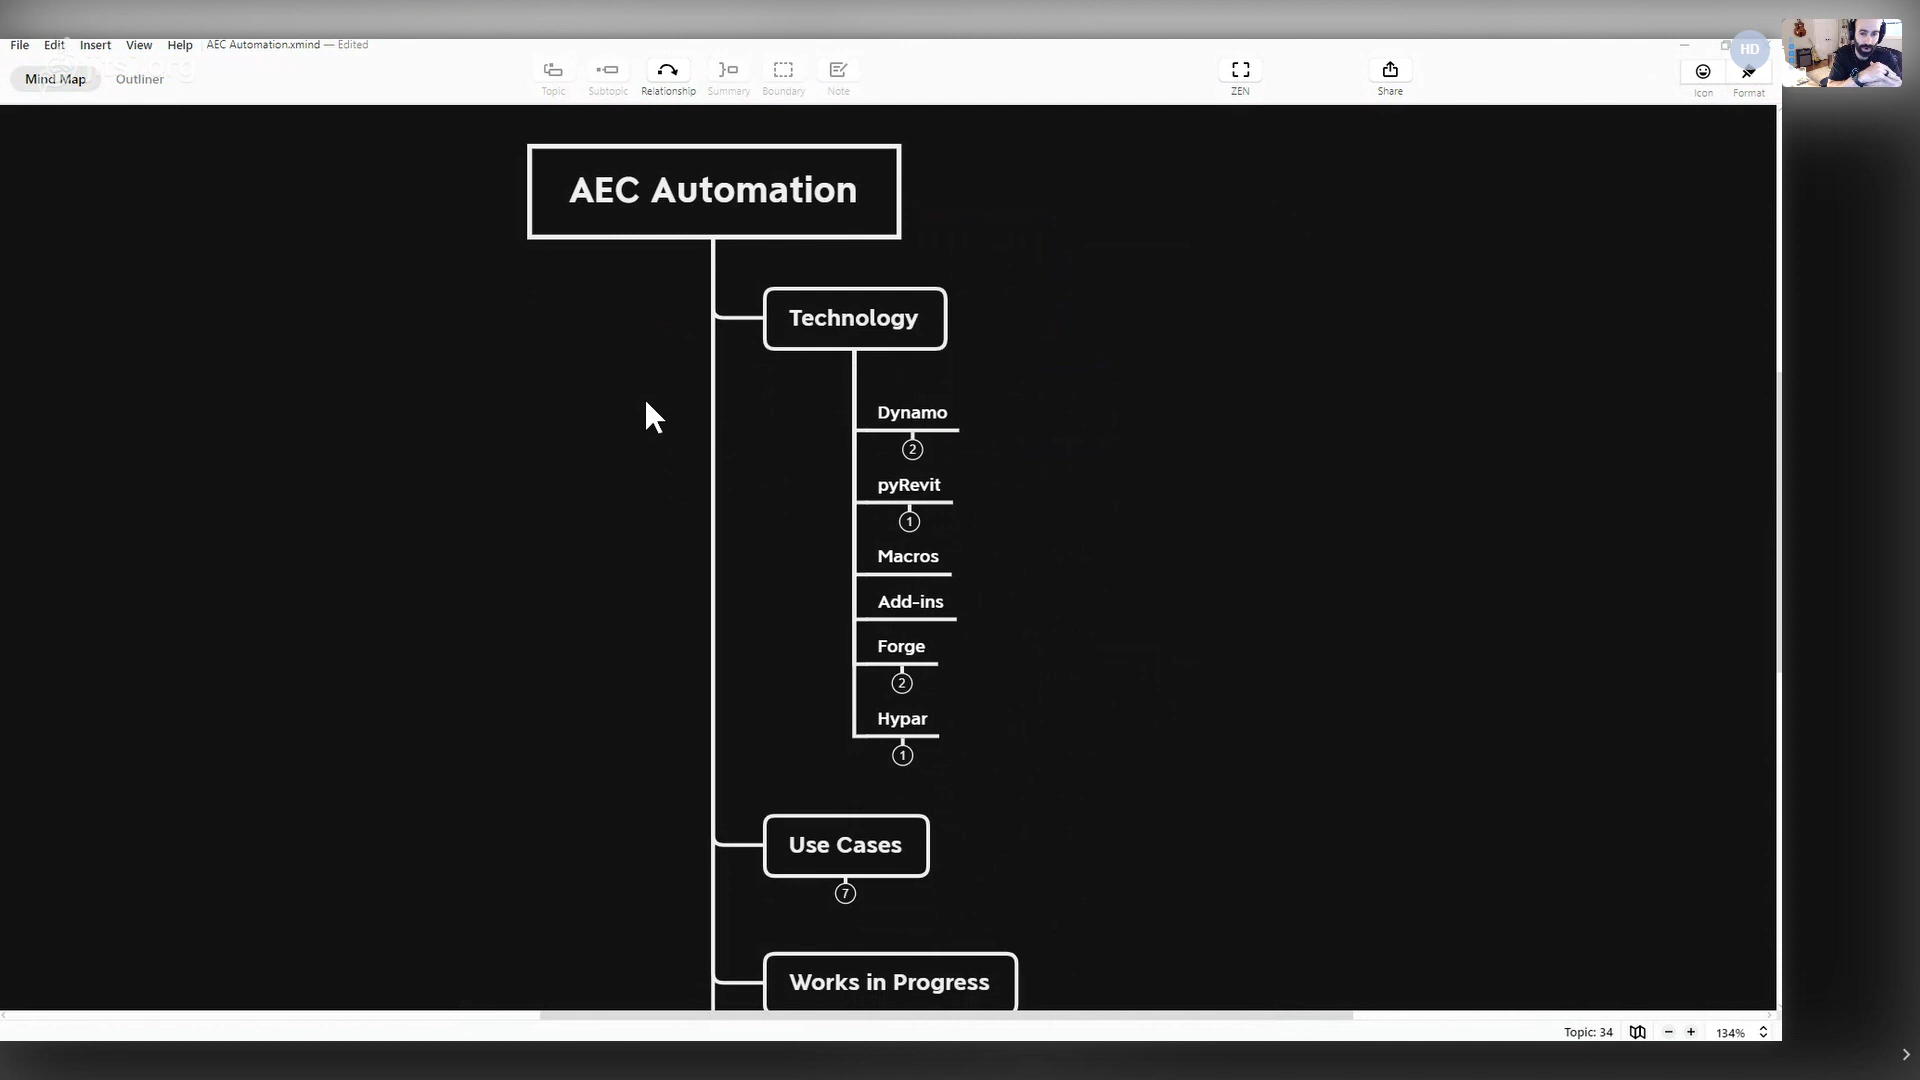 File Edit Insert View Help AEC Automation.xmind — Edited
HD
Mind Map Outliner
Topic Subtopic Relationship Summary Boundary Note ZEN Share Icon Format
AEC Automation
Technology
Dynamo
2
pyRevit
1
Macros
Add-ins
Forge
2
Hypar
1
Use Cases
7
Works in Progress
Topic: 34 134%